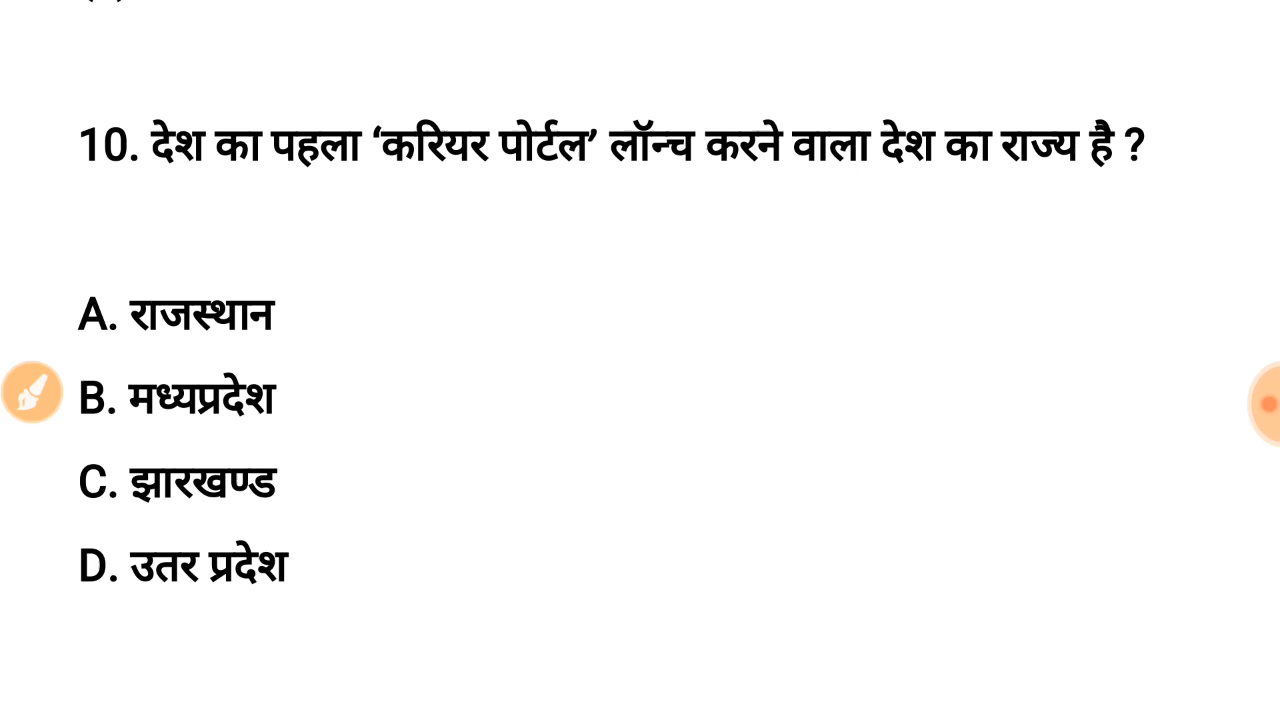 10. देश का पहला ‘करियर पोर्टल’ लॉन्च करने वाला देश का राज्य है ?
A. राजस्थान
B. मध्यप्रदेश
C. झारखण्ड
D. उतर प्रदेश